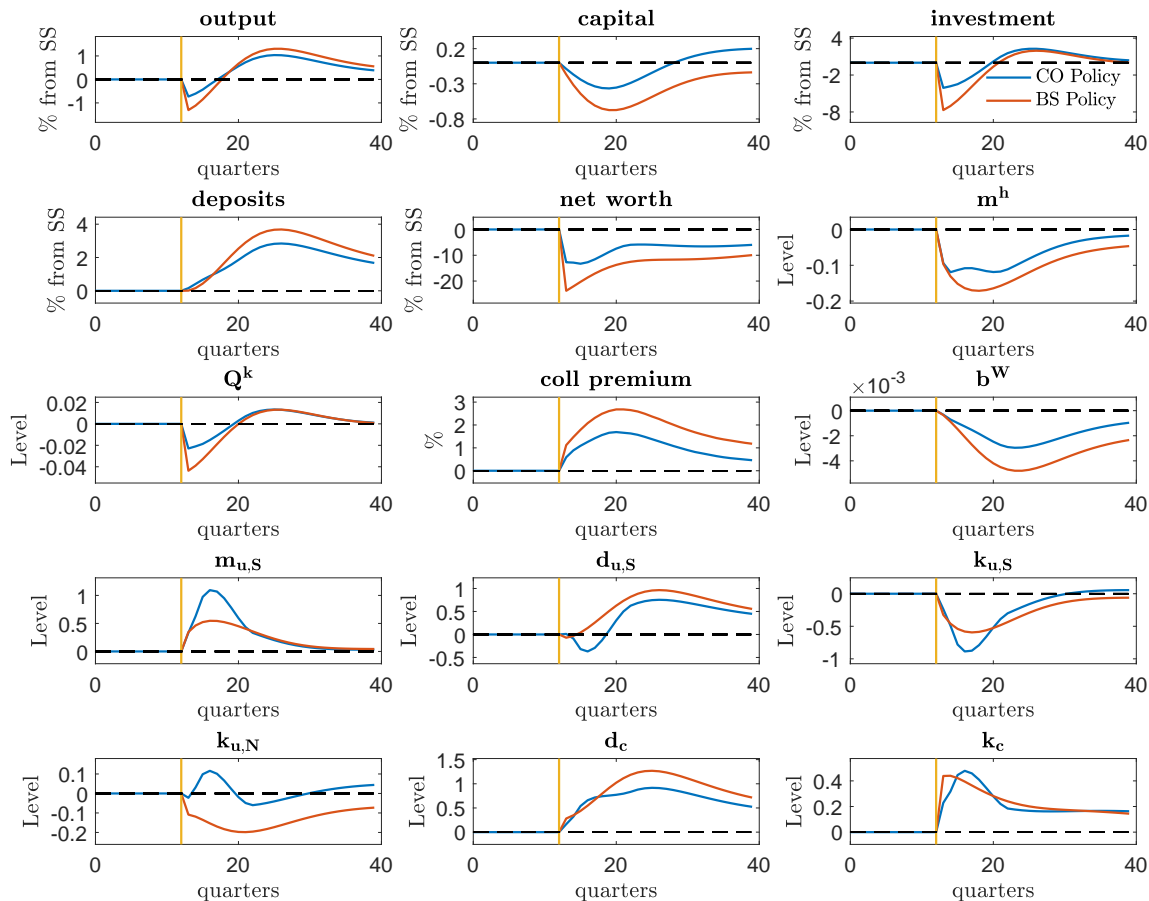 output
% from SS
1
0
-1
0 20 40
quarters
capital
% from SS
0.2
-0.3
-0.8
0 20 40
quarters
investment
% from SS
4
-2
-8
CO Policy
BS Policy
0 20 40
quarters
deposits
% from SS
4
2
0
0 20 40
quarters
net worth
% from SS
0
-10
-20
0 20 40
quarters
m^h
Level
0
-0.1
-0.2
0 20 40
quarters
Q^k
Level
0.02
0
-0.02
-0.04
0 20 40
quarters
coll premium
%
3
2
1
0
0 20 40
quarters
b^W
×10^-3
Level
0
-2
-4
0 20 40
quarters
m_{u,S}
Level
1
0.5
0
0 20 40
quarters
d_{u,S}
Level
1
0.5
0
-0.5
0 20 40
quarters
k_{u,S}
Level
0
-0.5
-1
0 20 40
quarters
k_{u,N}
Level
0.1
0
-0.1
-0.2
0 20 40
quarters
d_c
Level
1.5
1
0.5
0
0 20 40
quarters
k_c
Level
0.4
0.2
0
0 20 40
quarters